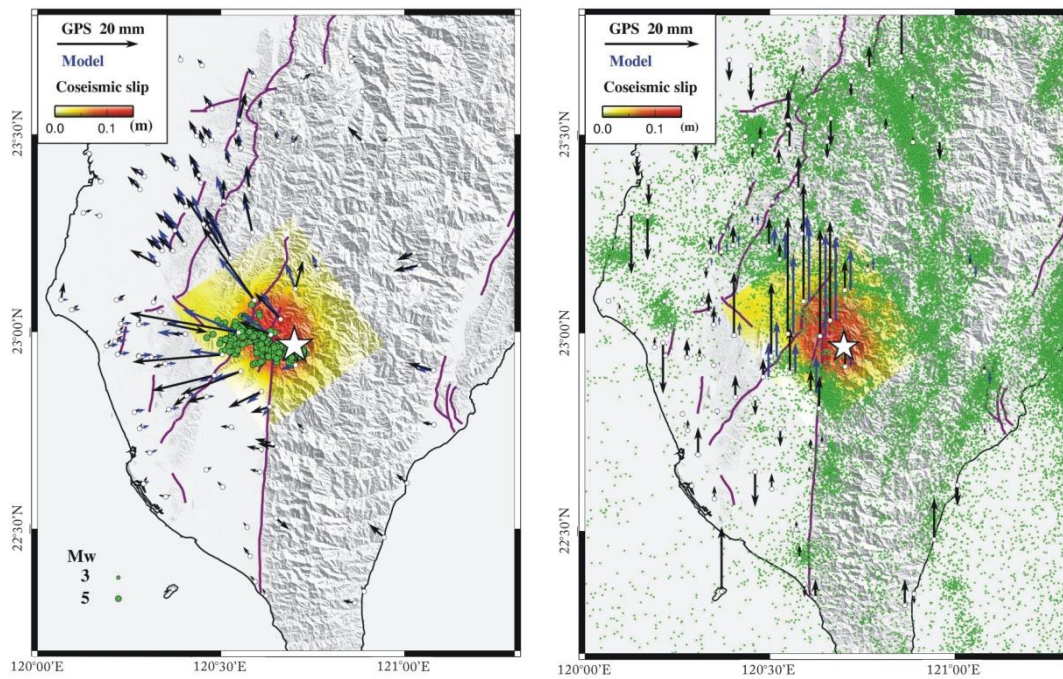 GPS 20 mm
Model
Coseismic slip
0.0
0.1
(m)
23°30'N
23°00'N
22°30'N
Mw
3
5
120°00'E
120°30'E
121°00'E
GPS 20 mm
Model
Coseismic slip
0.0
0.1
(m)
23°30'N
23°00'N
22°30'N
120°00'E
120°30'E
121°00'E